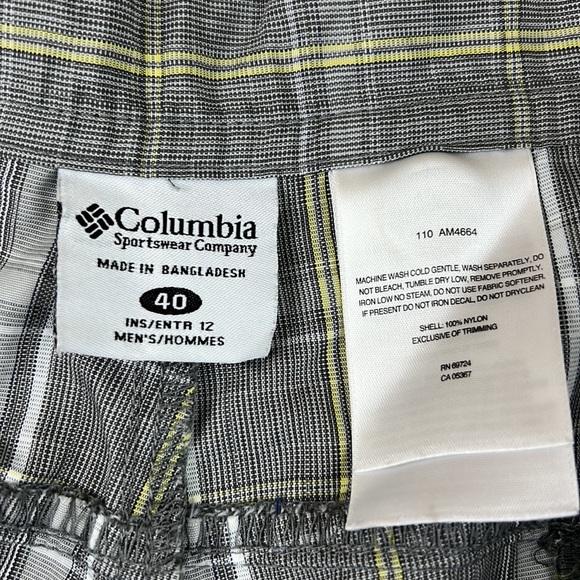 Columbia
Sportswear Company
MADE IN BANGLADESH
40
INS/ENTR 12
MEN'S/HOMMES
110 AM4664
MACHINE WASH COLD GENTLE, WASH SEPARATELY, DO
NOT BLEACH, TUMBLE DRY LOW, REMOVE PROMPTLY.
IRON LOW NO STEAM, DO NOT USE FABRIC SOFTENER.
IF PRESENT DO NOT IRON DECAL, DO NOT DRYCLEAN
SHELL: 100% NYLON
EXCLUSIVE OF TRIMMING
RN 69724
CA 05367